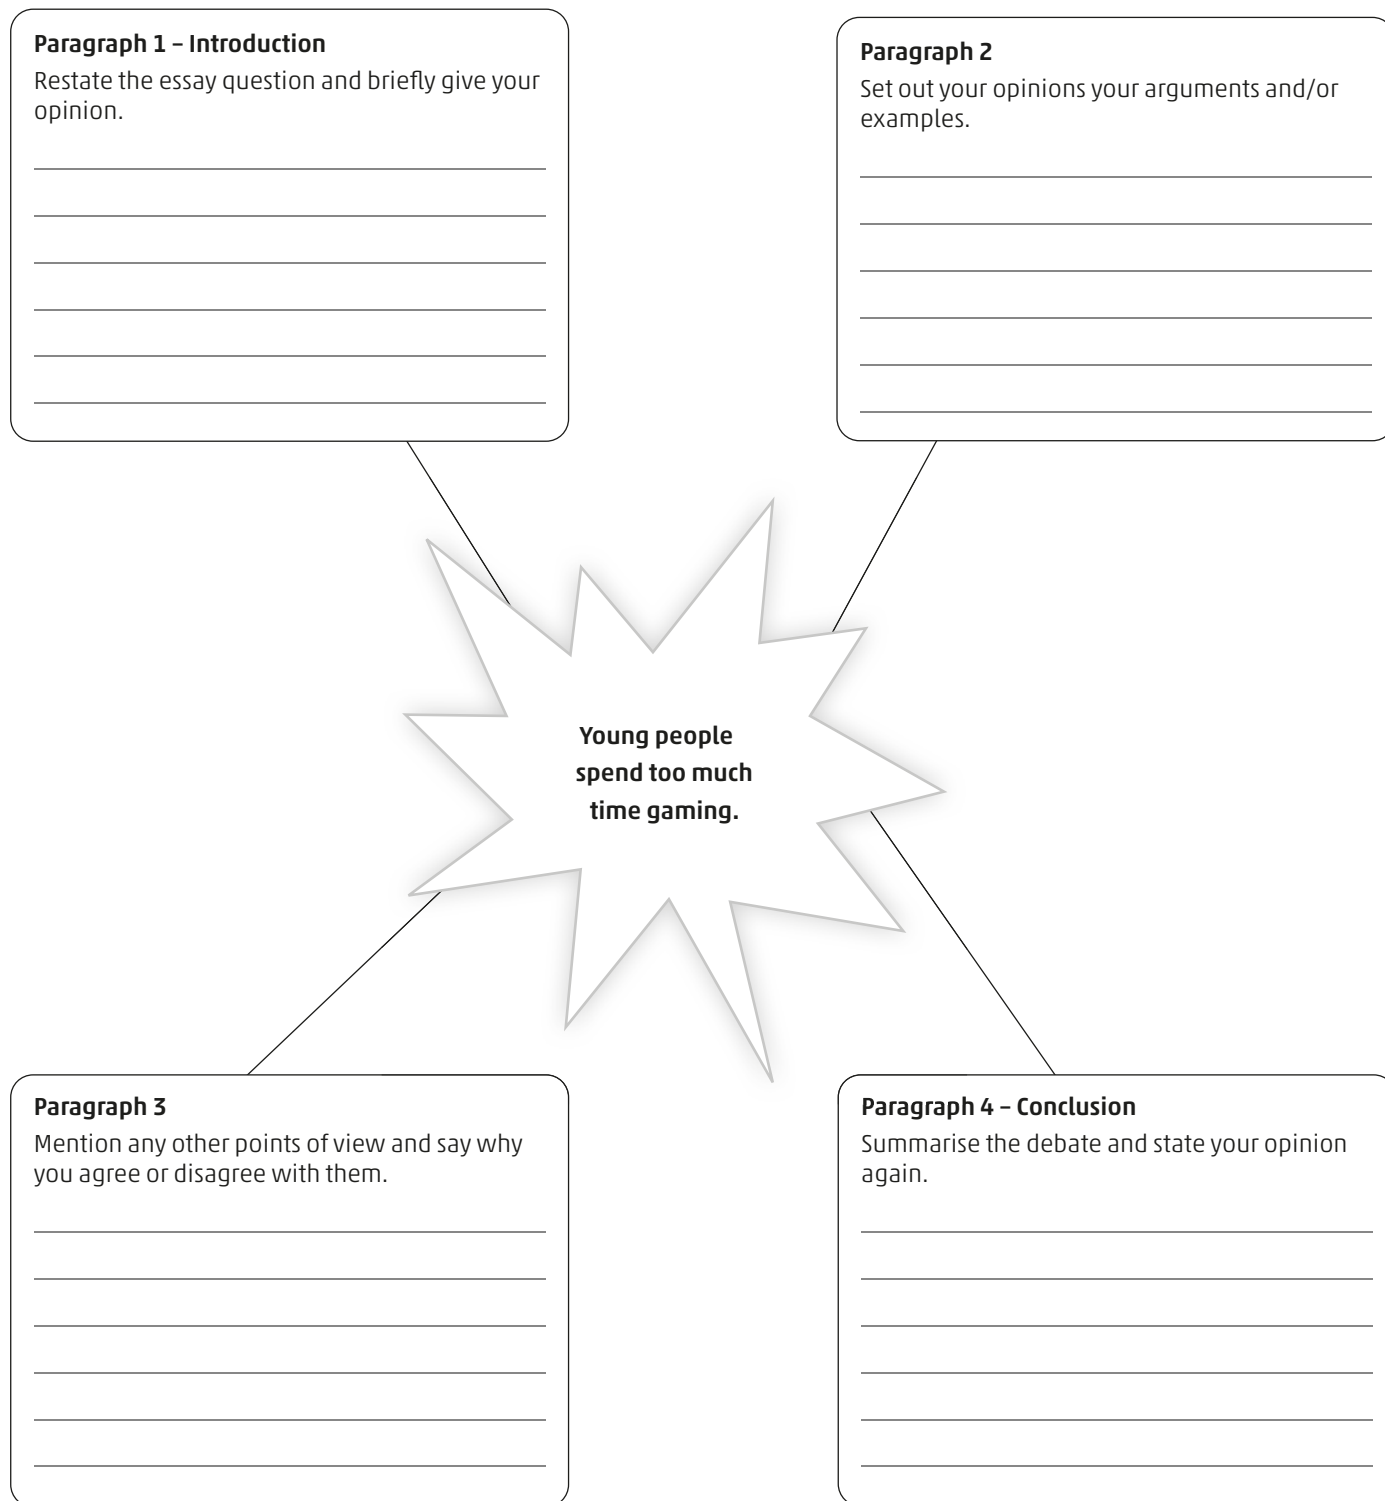 Paragraph 1 – Introduction
Restate the essay question and briefly give your
opinion.
Paragraph 2
Set out your opinions your arguments and/or
examples.
Young people
spend too much
time gaming.
Paragraph 3
Mention any other points of view and say why
you agree or disagree with them.
Paragraph 4 – Conclusion
Summarise the debate and state your opinion
again.